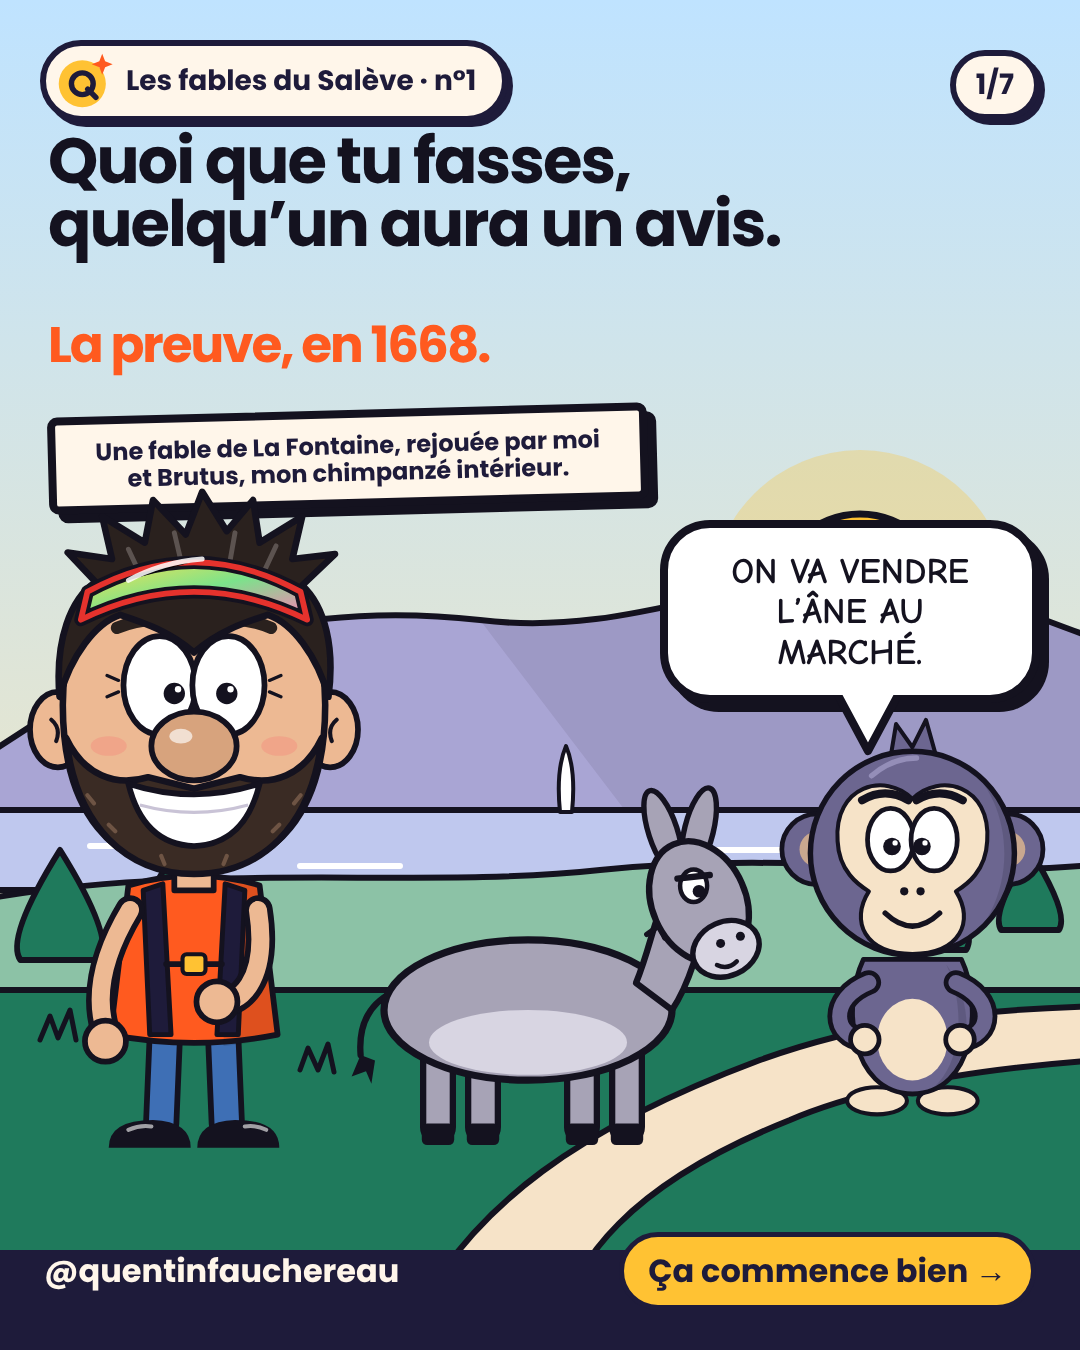 Q
Les fables du Salève · n°1
1/7
Quoi que tu fasses,
quelqu’un aura un avis.
La preuve, en 1668.
Une fable de La Fontaine, rejouée par moi
et Brutus, mon chimpanzé intérieur.
ON VA VENDRE
L’ÂNE AU
MARCHÉ.
@quentinfauchereau
Ça commence bien →